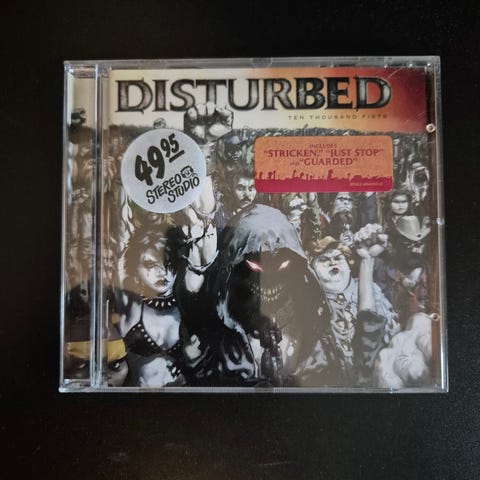 DISTURBED
TEN THOUSAND FISTS
49.95
STEREO STUDIO
INCLUDES
"STRICKEN," "JUST STOP"
AND "GUARDED"